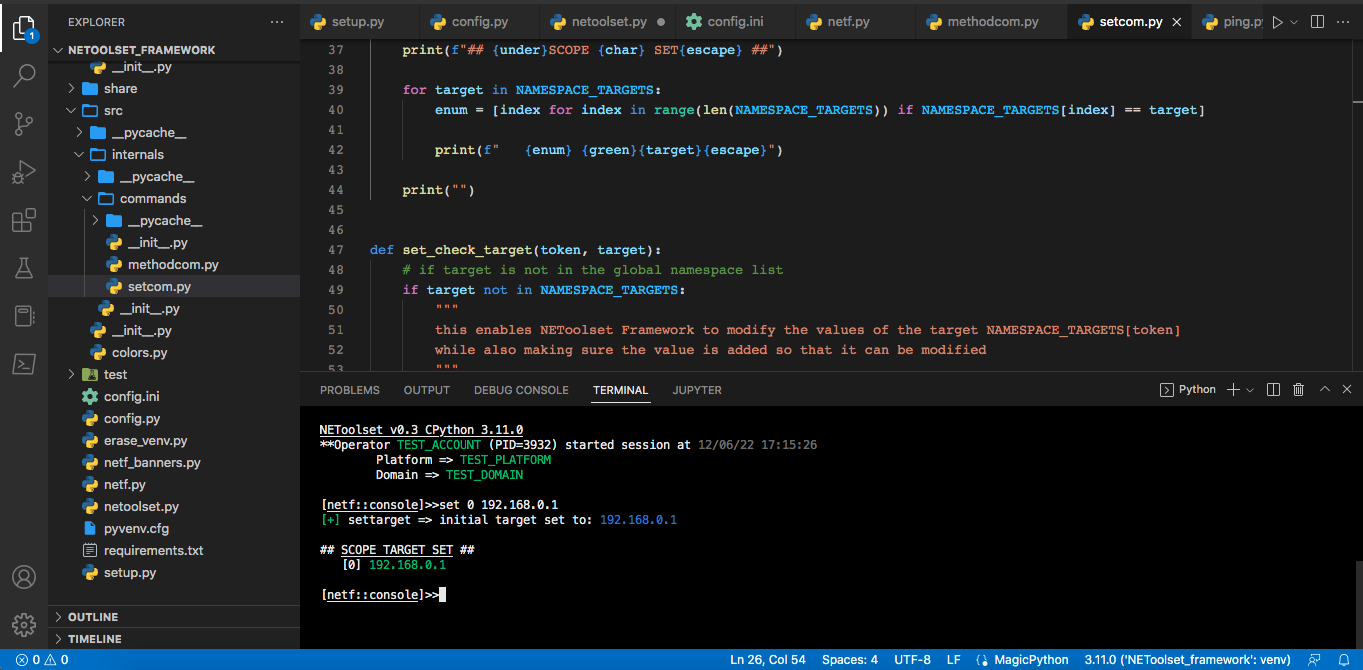 EXPLORER
NETOOLSET_FRAMEWORK
__init__.py
share
src
__pycache__
internals
__pycache__
commands
__pycache__
__init__.py
methodcom.py
setcom.py
__init__.py
__init__.py
colors.py
test
config.ini
config.py
erase_venv.py
netf_banners.py
netf.py
netoolset.py
pyvenv.cfg
requirements.txt
setup.py
OUTLINE
TIMELINE
1
setup.py config.py netoolset.py config.ini netf.py methodcom.py setcom.py ping.py
37 print(f"## {under}SCOPE {char} SET{escape} ##")
38
39 for target in NAMESPACE_TARGETS:
40 enum = [index for index in range(len(NAMESPACE_TARGETS)) if NAMESPACE_TARGETS[index] == target]
41
42 print(f"   {enum} {green}{target}{escape}")
43
44 print("")
45
46
47 def set_check_target(token, target):
48 # if target is not in the global namespace list
49 if target not in NAMESPACE_TARGETS:
50 """
51 this enables NEToolset Framework to modify the values of the target NAMESPACE_TARGETS[token]
52 while also making sure the value is added so that it can be modified
53 """
PROBLEMS OUTPUT DEBUG CONSOLE TERMINAL JUPYTER Python
NEToolset v0.3 CPython 3.11.0
**Operator TEST_ACCOUNT (PID=3932) started session at 12/06/22 17:15:26
Platform => TEST_PLATFORM
Domain => TEST_DOMAIN
[netf::console]>>set 0 192.168.0.1
[+] settarget => initial target set to: 192.168.0.1
## SCOPE TARGET SET ##
[0] 192.168.0.1
[netf::console]>>
0 0 Ln 26, Col 54 Spaces: 4 UTF-8 LF MagicPython 3.11.0 ('NEToolset_framework': venv)